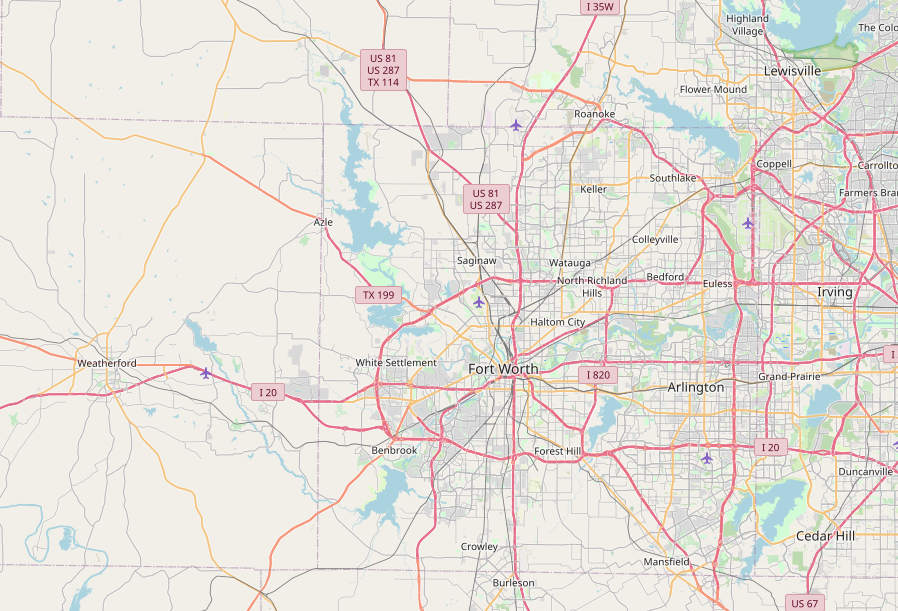 I 35W
Highland
Village
The Colo
US 81
US 287
TX 114
Lewisville
Flower Mound
Roanoke
Coppell
Carrollto
Southlake
Keller
Farmers Bran
US 81
US 287
Azle
Colleyville
Saginaw
Watauga
North Richland
Hills
Bedford
Euless
Irving
TX 199
Haltom City
Weatherford
White Settlement
Fort Worth
I
I 820
Grand Prairie
Arlington
I 20
Benbrook
Forest Hill
I 20
Duncanville
Cedar Hill
Crowley
Mansfield
Burleson
US 67